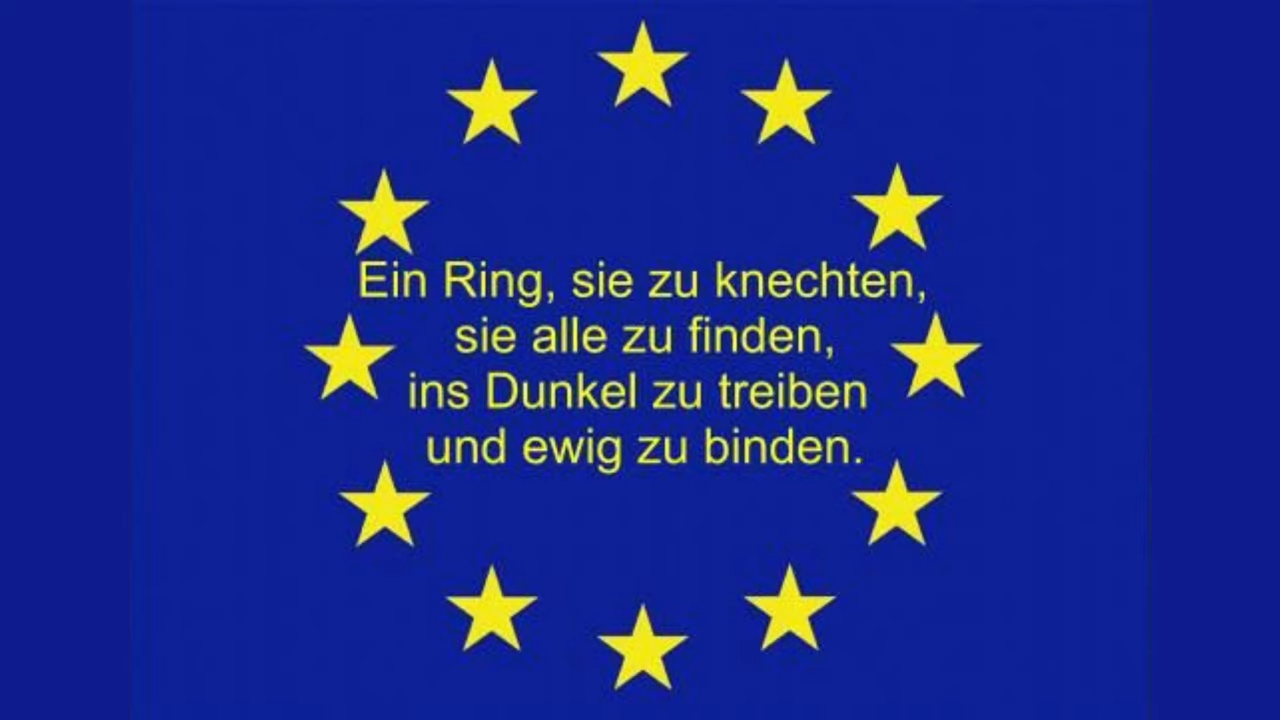 Ein Ring, sie zu knechten,
sie alle zu finden,
ins Dunkel zu treiben
und ewig zu binden.